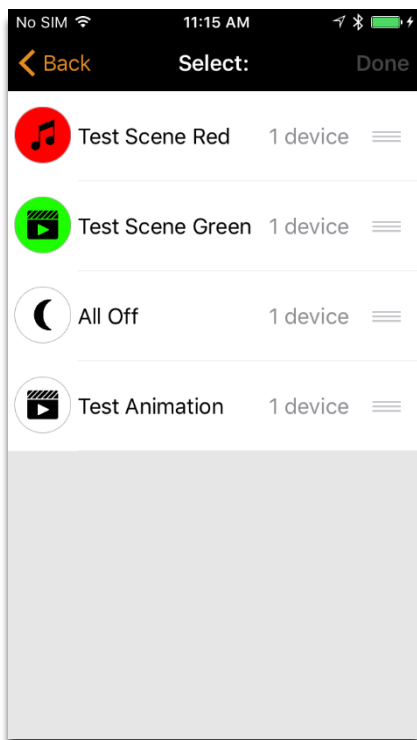 No SIM 11:15 AM
Back Select: Done
Test Scene Red 1 device
Test Scene Green 1 device
All Off 1 device
Test Animation 1 device